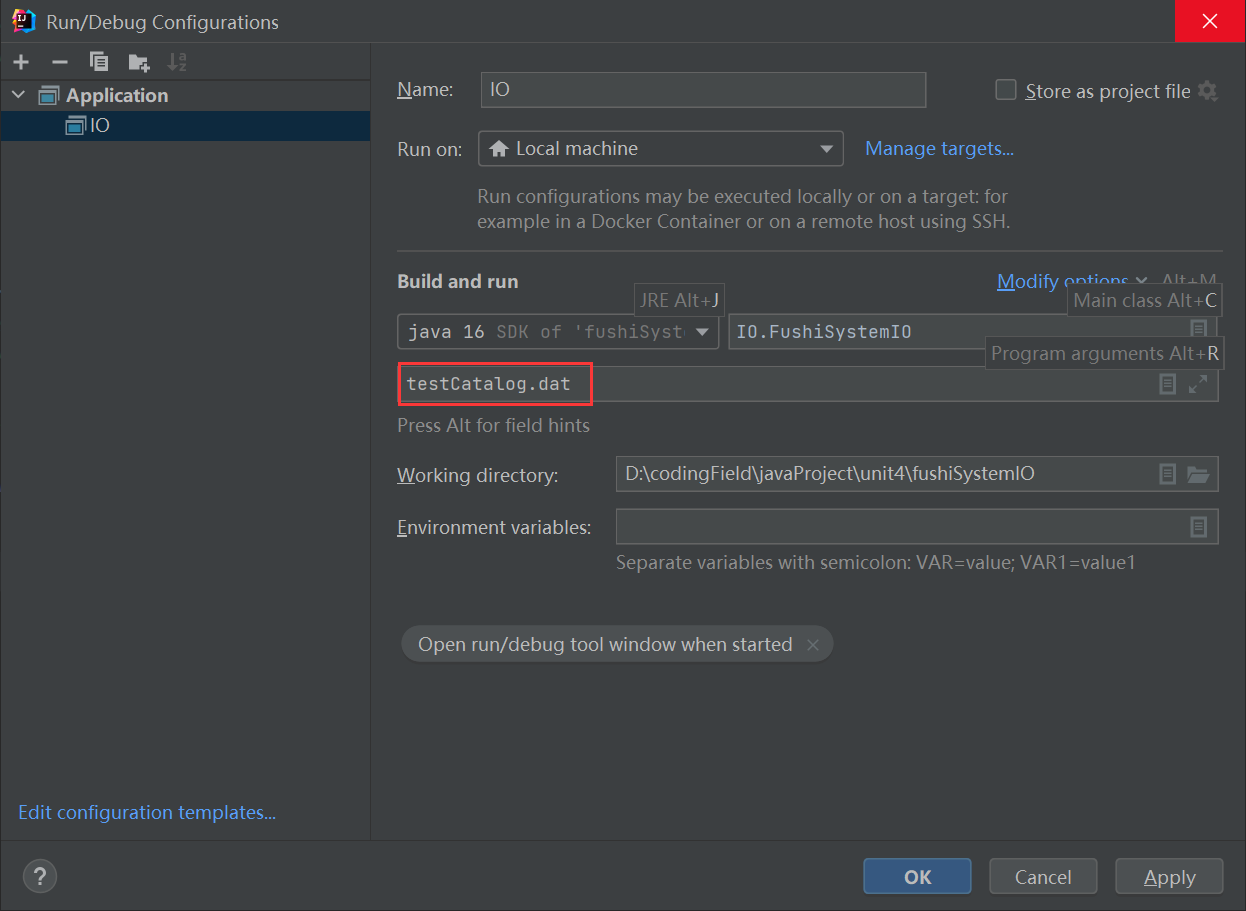 Run/Debug Configurations
Application
IO
Name: IO
Store as project file
Run on: Local machine
Manage targets...
Run configurations may be executed locally or on a target: for
example in a Docker Container or on a remote host using SSH.
Build and run
Modify options Alt+M
JRE Alt+J
Main class Alt+C
java 16 SDK of 'fushiSyst
IO.FushiSystemIO
Program arguments Alt+R
testCatalog.dat
Press Alt for field hints
Working directory: D:\codingField\javaProject\unit4\fushiSystemIO
Environment variables:
Separate variables with semicolon: VAR=value; VAR1=value1
Open run/debug tool window when started ×
Edit configuration templates...
?
OK
Cancel
Apply